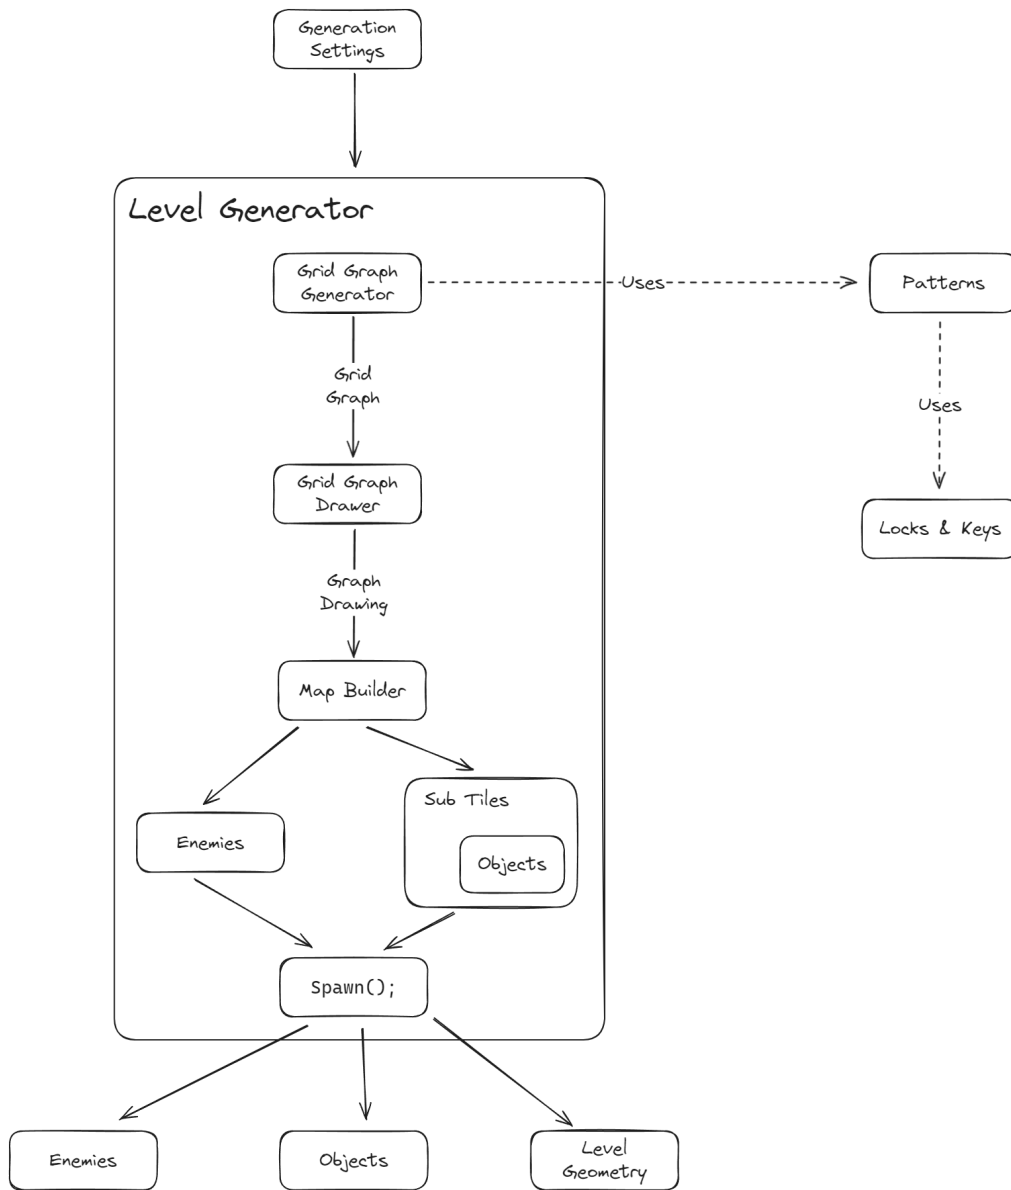 Generation
Settings
Level Generator
Grid Graph
Generator
Uses
Patterns
Grid
Graph
Uses
Grid Graph
Drawer
Locks & Keys
Graph
Drawing
Map Builder
Sub Tiles
Enemies
Objects
Spawn();
Enemies
Objects
Level
Geometry